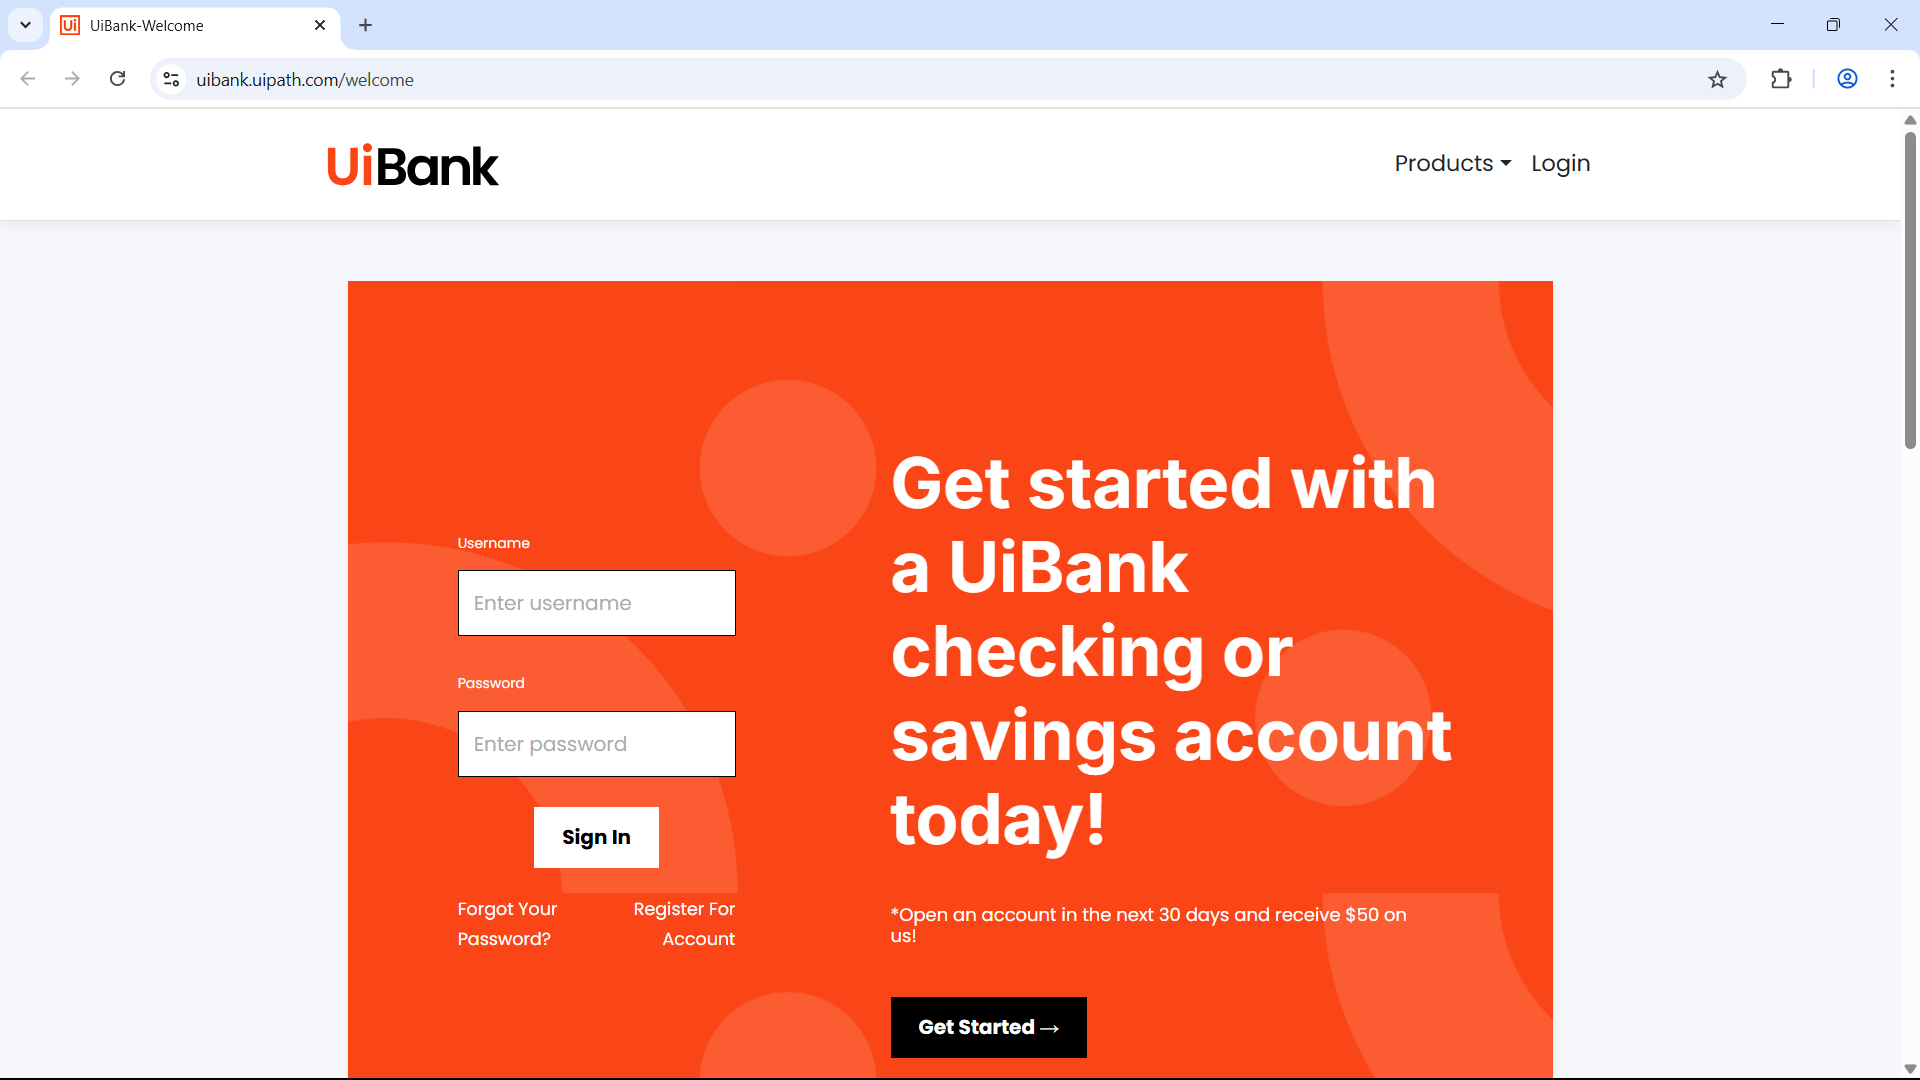 UiBank-Welcome
uibank.uipath.com/welcome
UiBank
Products
Login
Username
Enter username
Password
Enter password
Sign In
Forgot Your
Password?
Register For
Account
Get started with
a UiBank
checking or
savings account
today!
*Open an account in the next 30 days and receive $50 on
us!
Get Started →